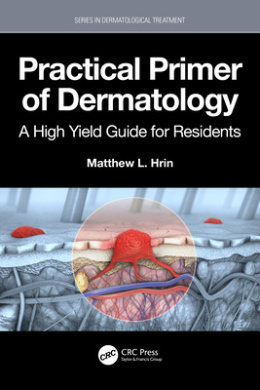 SERIES IN DERMATOLOGICAL TREATMENT
Practical Primer
of Dermatology
A High Yield Guide for Residents
Matthew L. Hrin
CRC
CRC Press
Taylor & Francis Group